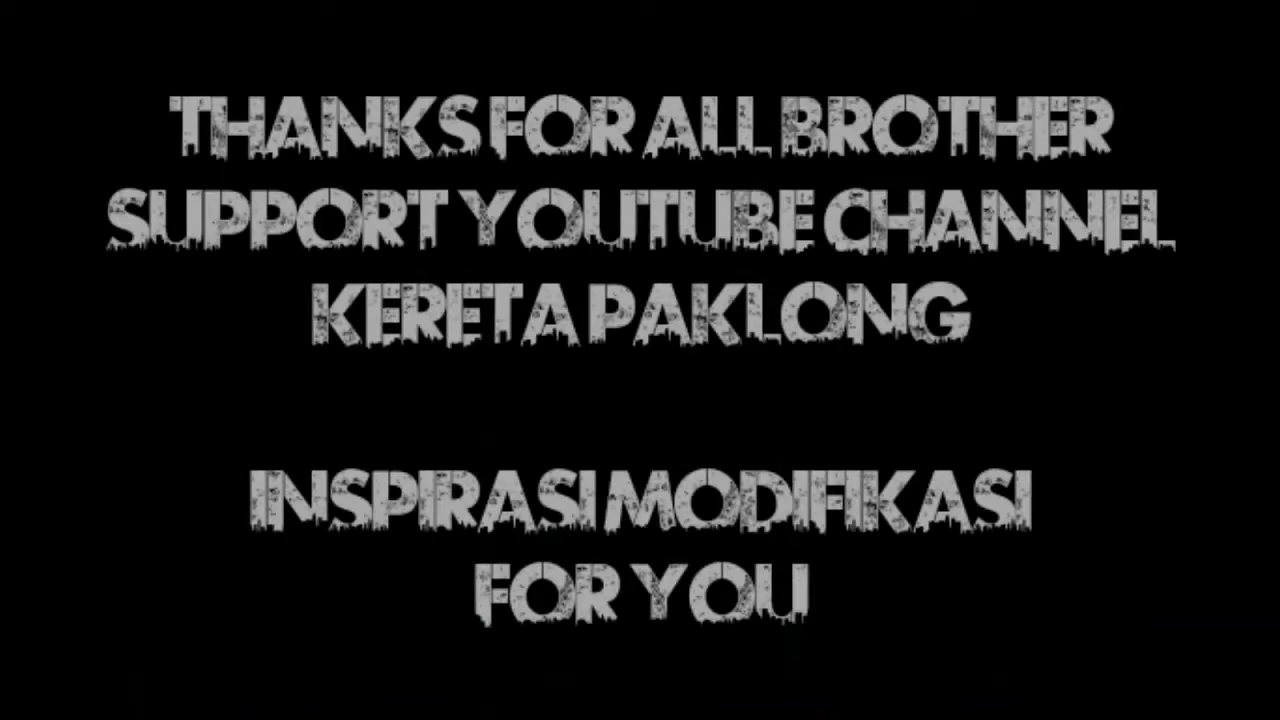 THANKS FOR ALL BROTHER
SUPPORT YOUTUBE CHANNEL
KERETA PAKLONG
INSPIRASI MODIFIKASI
FOR YOU